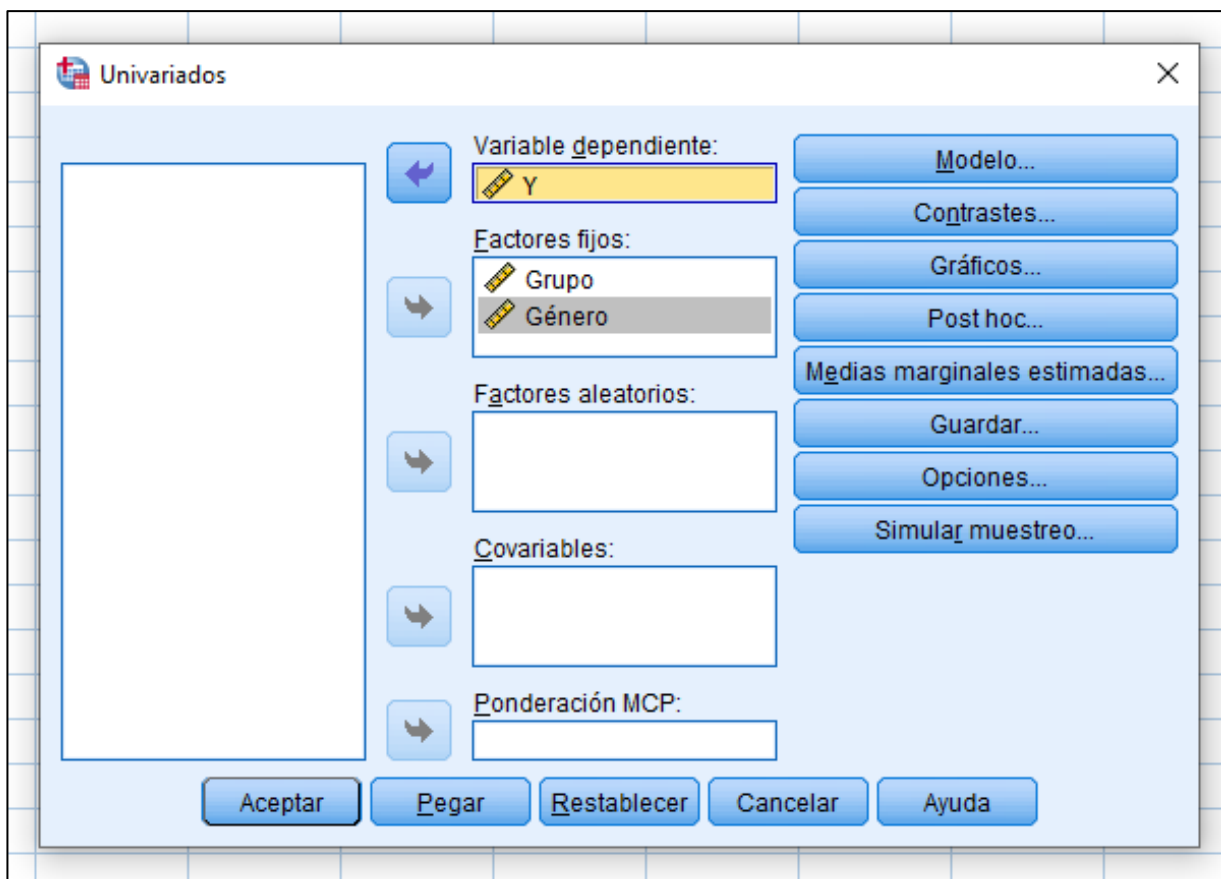 Univariados
Variable dependiente:
Y
Factores fijos:
Grupo
Género
Factores aleatorios:
Covariables:
Ponderación MCP:
Modelo...
Contrastes...
Gráficos...
Post hoc...
Medias marginales estimadas...
Guardar...
Opciones...
Simular muestreo...
Aceptar
Pegar
Restablecer
Cancelar
Ayuda